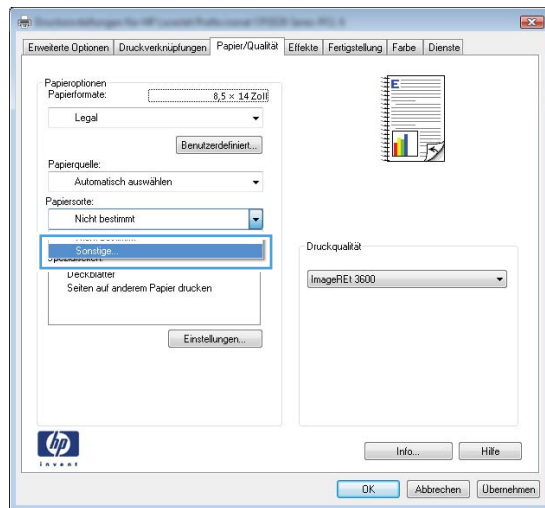 Erweiterte Optionen Druckverknüpfungen Papier/Qualität Effekte Fertigstellung Farbe Dienste
Papieroptionen
Papierformate: 8,5 × 14 Zoll
Legal
Benutzerdefiniert...
Papierquelle:
Automatisch auswählen
Papiersorte:
Nicht bestimmt
Sonstige...
Deckblätter
Seiten auf anderem Papier drucken
Einstellungen...
E
Druckqualität
ImageREt 3600
hp
invent
Info... Hilfe
OK Abbrechen Übernehmen